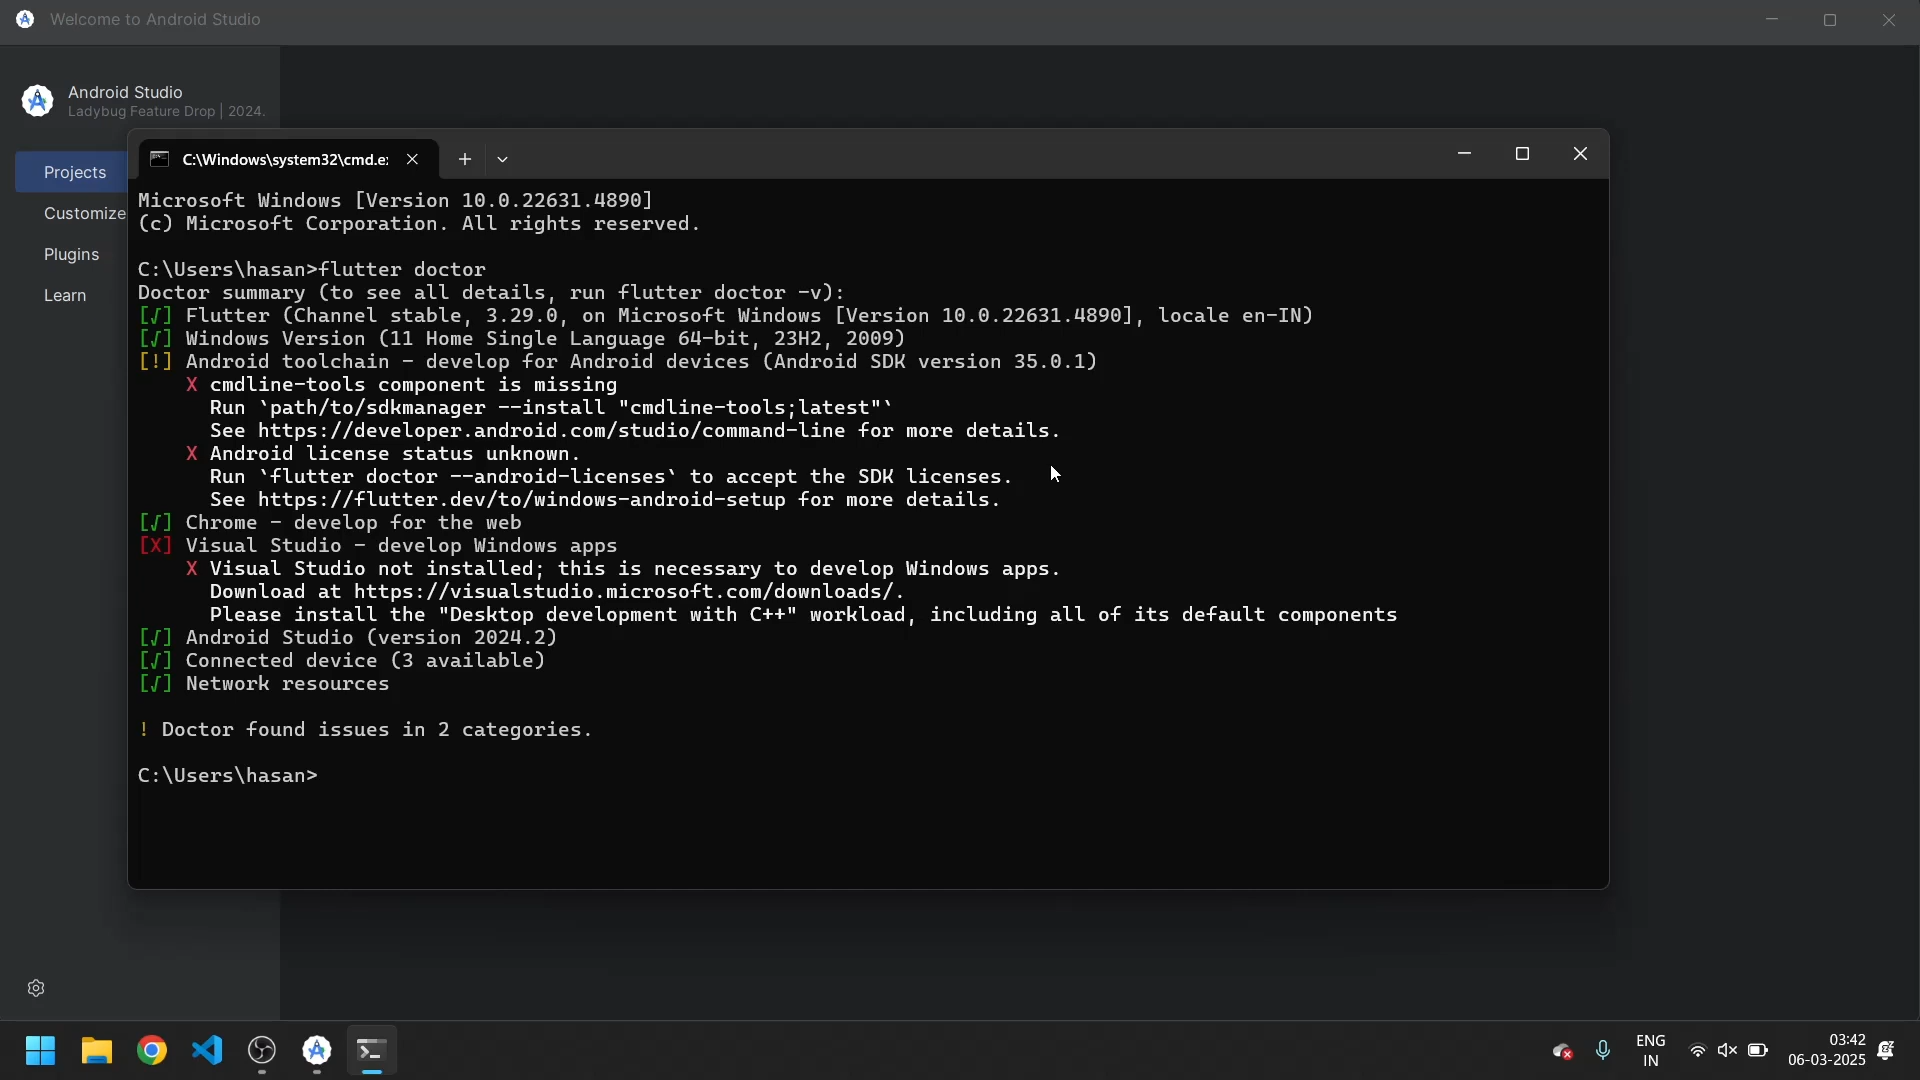 Welcome to Android Studio
Android Studio
Ladybug Feature Drop | 2024.
Projects
Customize
Plugins
Learn
C:\Windows\system32\cmd.e:
Microsoft Windows [Version 10.0.22631.4890]
(c) Microsoft Corporation. All rights reserved.
C:\Users\hasan>flutter doctor
Doctor summary (to see all details, run flutter doctor -v):
[√] Flutter (Channel stable, 3.29.0, on Microsoft Windows [Version 10.0.22631.4890], locale en-IN)
[√] Windows Version (11 Home Single Language 64-bit, 23H2, 2009)
[!] Android toolchain - develop for Android devices (Android SDK version 35.0.1)
X cmdline-tools component is missing
Run `path/to/sdkmanager --install "cmdline-tools;latest"`
See https://developer.android.com/studio/command-line for more details.
X Android license status unknown.
Run `flutter doctor --android-licenses` to accept the SDK licenses.
See https://flutter.dev/to/windows-android-setup for more details.
[√] Chrome - develop for the web
[X] Visual Studio - develop Windows apps
X Visual Studio not installed; this is necessary to develop Windows apps.
Download at https://visualstudio.microsoft.com/downloads/.
Please install the "Desktop development with C++" workload, including all of its default components
[√] Android Studio (version 2024.2)
[√] Connected device (3 available)
[√] Network resources
! Doctor found issues in 2 categories.
C:\Users\hasan>
ENG
IN
03:42
06-03-2025